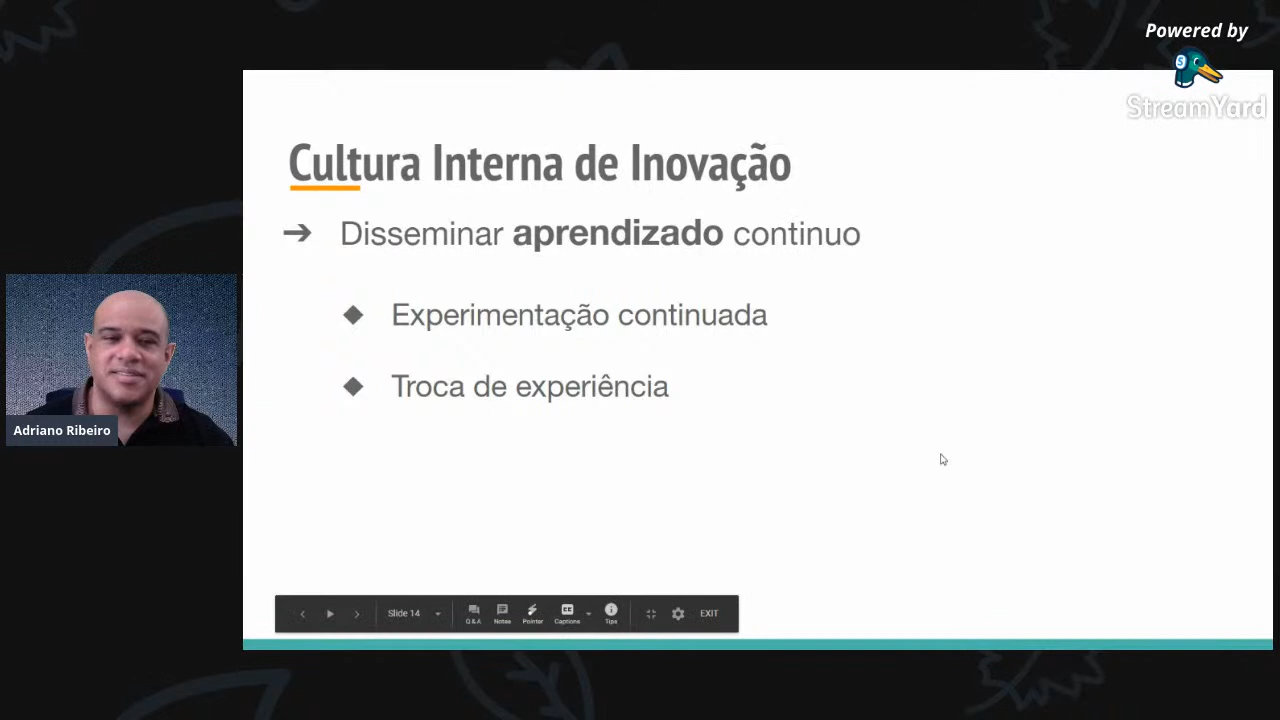 Powered by
StreamYard
Cultura Interna de Inovação
➔ Disseminar aprendizado continuo
◆ Experimentação continuada
◆ Troca de experiência
Adriano Ribeiro
Slide 14
Q & A
Notes
Pointer
Captions
Tips
EXIT